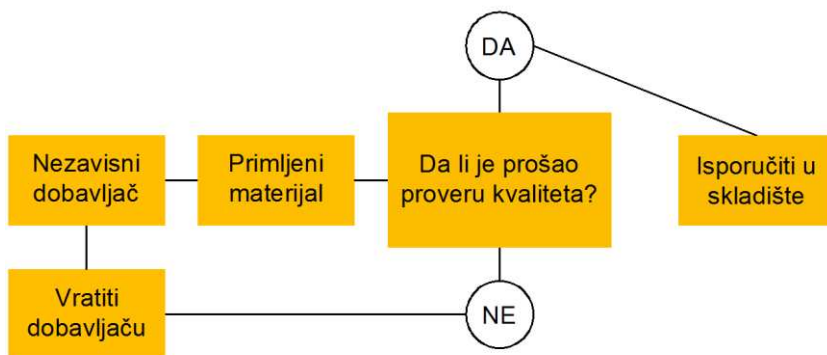 DA
Nezavisni
dobavljač
Primljeni
materijal
Da li je prošao
proveru kvaliteta?
Isporučiti u
skladište
Vratiti
dobavljaču
NE